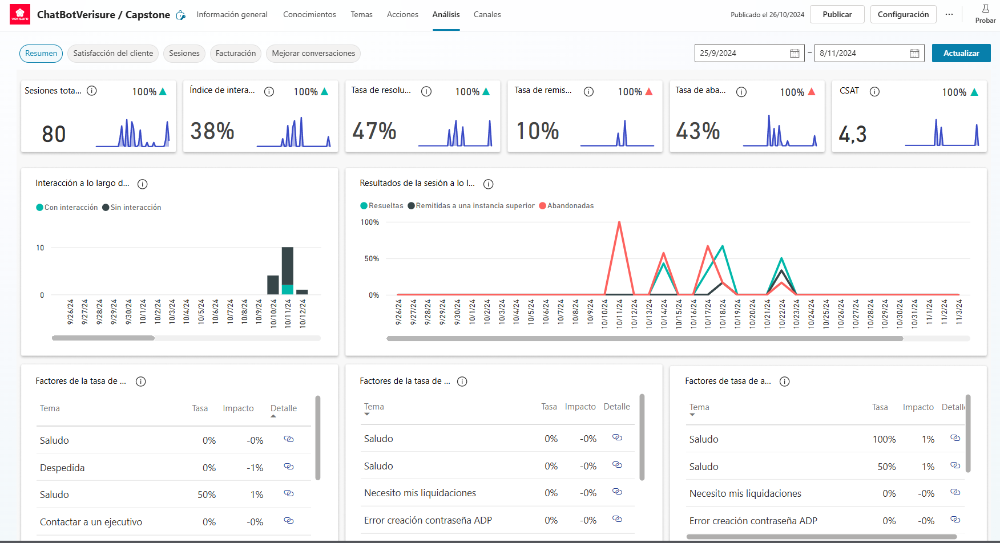 verisure
ChatBotVerisure / Capstone
Información general
Conocimientos
Temas
Acciones
Análisis
Canales
Publicado el 26/10/2024
Publicar
Configuración
...
Probar
Resumen
Satisfacción del cliente
Sesiones
Facturación
Mejorar conversaciones
25/9/2024
–
8/11/2024
Actualizar
Sesiones tota...
100%
80
Índice de intera...
100%
38%
Tasa de resolu...
100%
47%
Tasa de remis...
100%
10%
Tasa de aba...
100%
43%
CSAT
100%
4,3
Interacción a lo largo d...
Con interacción
Sin interacción
10
0
9/26/24
9/27/24
9/28/24
9/29/24
9/30/24
10/1/24
10/2/24
10/3/24
10/4/24
10/5/24
10/6/24
10/7/24
10/8/24
10/9/24
10/10/24
10/11/24
10/12/24
Resultados de la sesión a lo l...
Resueltas
Remitidas a una instancia superior
Abandonadas
100%
50%
0%
9/26/24
9/27/24
9/28/24
9/29/24
9/30/24
10/1/24
10/2/24
10/3/24
10/4/24
10/5/24
10/6/24
10/7/24
10/8/24
10/9/24
10/10/24
10/11/24
10/12/24
10/13/24
10/14/24
10/15/24
10/16/24
10/17/24
10/18/24
10/19/24
10/20/24
10/21/24
10/22/24
10/23/24
10/24/24
10/25/24
10/26/24
10/27/24
10/28/24
10/29/24
10/30/24
10/31/24
11/1/24
11/2/24
11/3/24
Factores de la tasa de ...
Tema Tasa Impacto Detalle
Saludo 0% -0%
Despedida 0% -1%
Saludo 50% 1%
Contactar a un ejecutivo 0% -0%
Factores de la tasa de ...
Tema Tasa Impacto Detalle
Saludo 0% -0%
Saludo 0% -0%
Necesito mis liquidaciones 0% -0%
Error creación contraseña ADP 0% -0%
Factores de tasa de a...
Tema Tasa Impacto Detall
Saludo 100% 1%
Saludo 50% 1%
Necesito mis liquidaciones 0% -0%
Error creación contraseña ADP 0% -0%